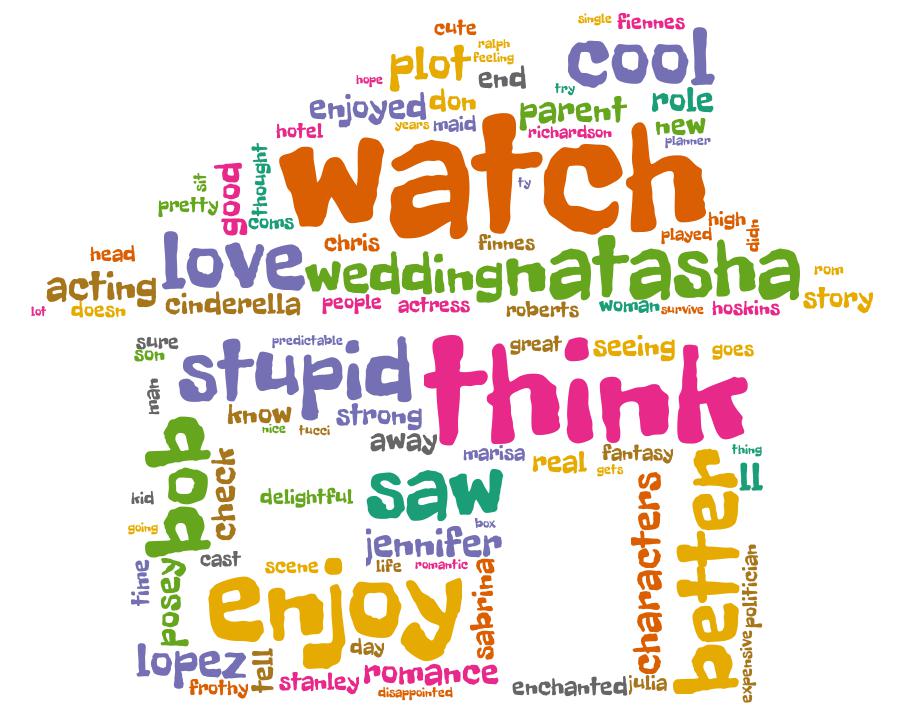 single
fiennes
cute
ralph
cool
plot
feeling
hope
end
try
enjoyed
don
parent
role
years
maid
hotel
richardson
new
planner
watch
thought
good
sit
ty
pretty
coms
high
played
didn
chris
finnes
love
head
wedding
natasha
rom
acting
cinderella
people
actress
roberts
woman
survive
hoskins
story
lot
doesn
sure
son
predictable
great
seeing
goes
stupid
think
man
know
strong
nice
tucci
away
marisa
real
fantasy
gets
thing
ll
bob
check
saw
kid
delightful
characters
better
going
box
jennifer
cast
scene
life
romantic
time
posey
enjoy
sabrina
politician
day
lopez
tell
frothy
stanley
romance
disappointed
enchanted
julia
expensive